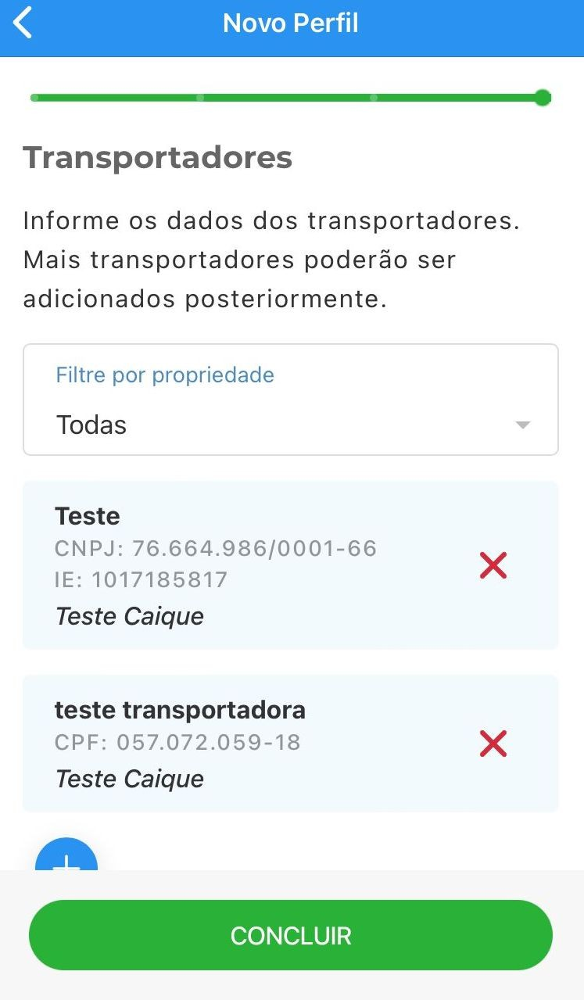 Novo Perfil
Transportadores
Informe os dados dos transportadores.
Mais transportadores poderão ser
adicionados posteriormente.
Filtre por propriedade
Todas
Teste
CNPJ: 76.664.986/0001-66
IE: 1017185817
Teste Caique
teste transportadora
CPF: 057.072.059-18
Teste Caique
CONCLUIR